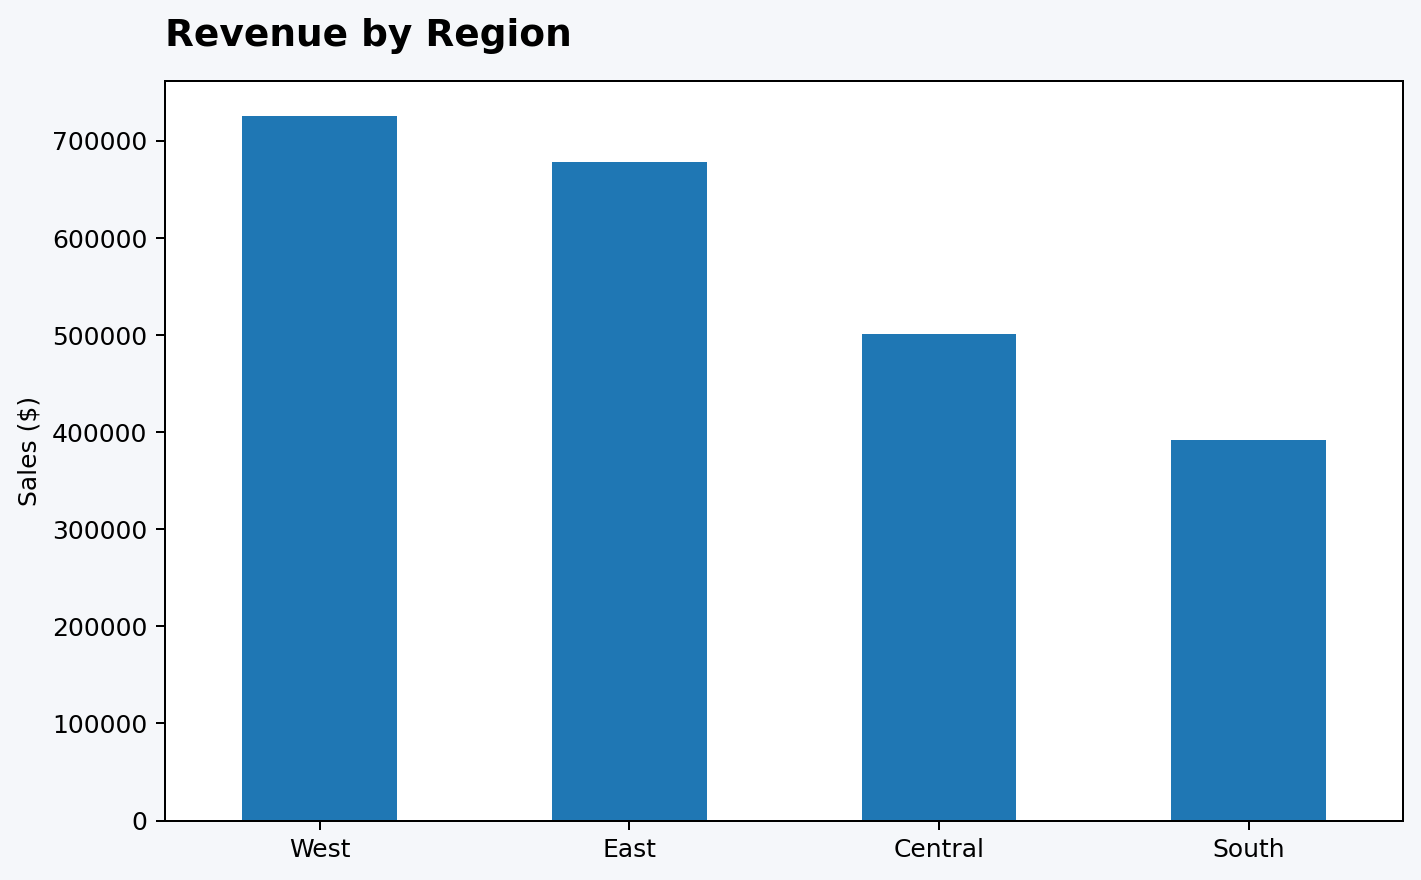 Revenue by Region
Sales ($)
700000
600000
500000
400000
300000
200000
100000
0
West
East
Central
South